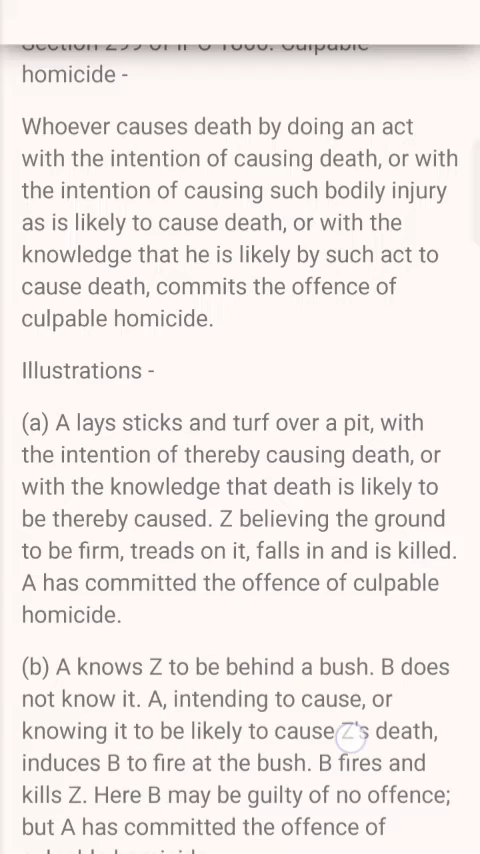 Section 299 of IPC 1860. Culpable
homicide -
Whoever causes death by doing an act
with the intention of causing death, or with
the intention of causing such bodily injury
as is likely to cause death, or with the
knowledge that he is likely by such act to
cause death, commits the offence of
culpable homicide.
Illustrations -
(a) A lays sticks and turf over a pit, with
the intention of thereby causing death, or
with the knowledge that death is likely to
be thereby caused. Z believing the ground
to be firm, treads on it, falls in and is killed.
A has committed the offence of culpable
homicide.
(b) A knows Z to be behind a bush. B does
not know it. A, intending to cause, or
knowing it to be likely to cause Z's death,
induces B to fire at the bush. B fires and
kills Z. Here B may be guilty of no offence;
but A has committed the offence of